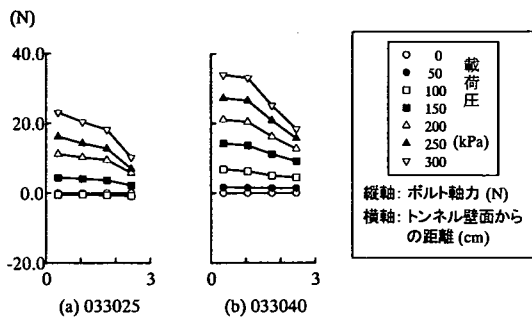 (N)
40.0
20.0
0.0
-20.0
0
3
(a) 033025
0
3
(b) 033040
0
50
100
150
200
250
300
載荷圧
(kPa)
縦軸: ボルト軸力 (N)
横軸: トンネル壁面から
の距離 (cm)